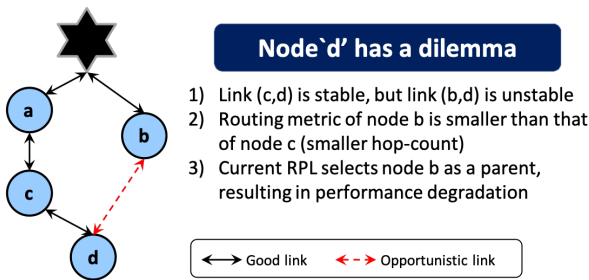 Node`d’ has a dilemma
a
b
c
d
1) Link (c,d) is stable, but link (b,d) is unstable
2) Routing metric of node b is smaller than that
of node c (smaller hop-count)
3) Current RPL selects node b as a parent,
resulting in performance degradation
Good link
Opportunistic link